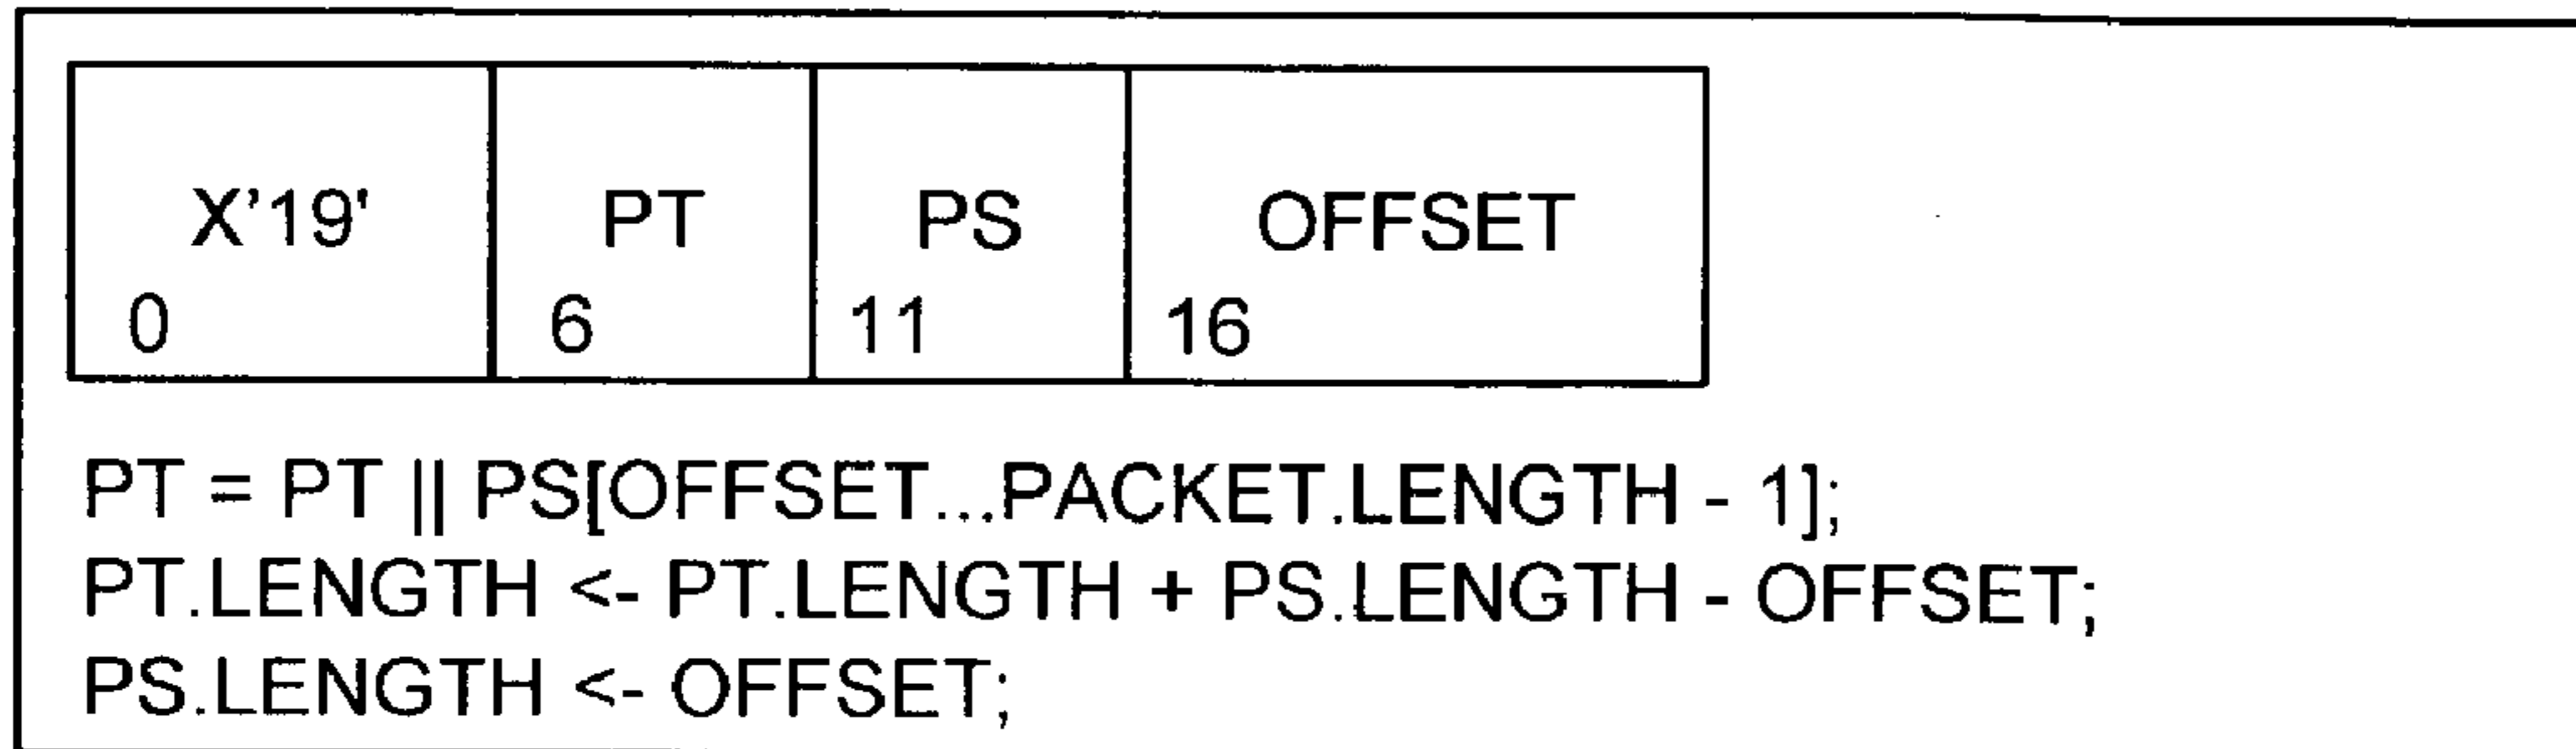 X'19' PT PS OFFSET
0 6 11 16
PT = PT || PS[OFFSET...PACKET.LENGTH - 1];
PT.LENGTH <- PT.LENGTH + PS.LENGTH - OFFSET;
PS.LENGTH <- OFFSET;